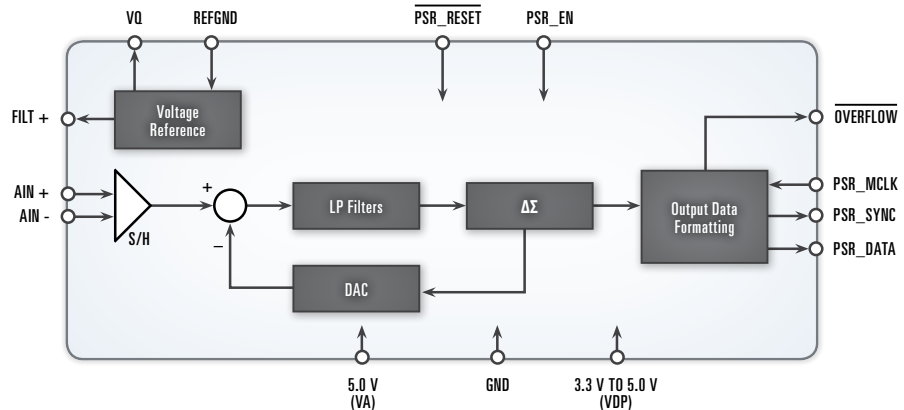 VQ
REFGND
PSR_RESET
PSR_EN
FILT +
Voltage
Reference
OVERFLOW
AIN +
AIN -
S/H
+
−
LP Filters
ΔΣ
Output Data
Formatting
PSR_MCLK
PSR_SYNC
PSR_DATA
DAC
5.0 V
(VA)
GND
3.3 V TO 5.0 V
(VDP)